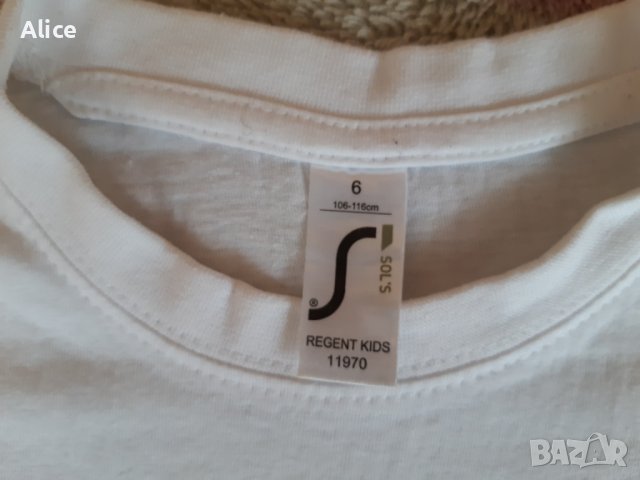 Alice
6
106-116cm
SOL'S
®
REGENT KIDS
11970
BAZAR